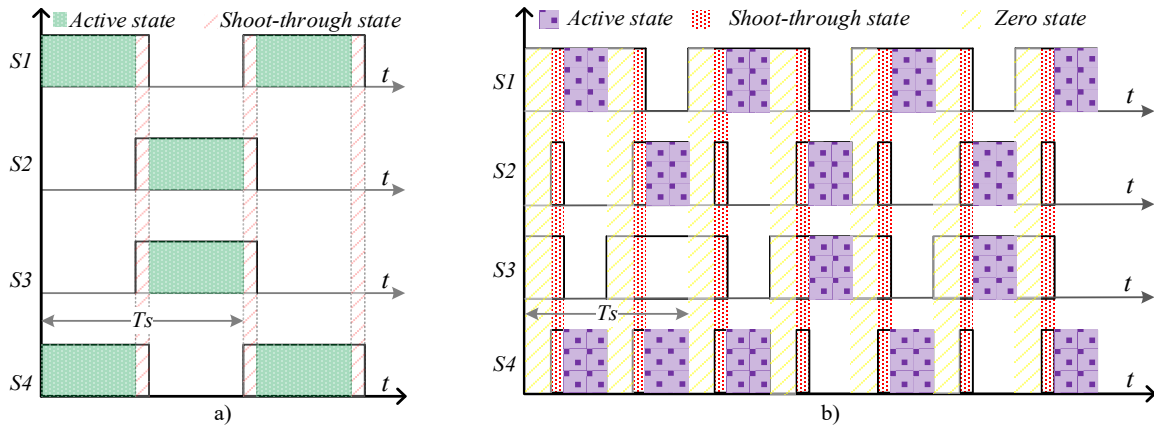 Active state Shoot-through state
S1
t
S2
t
S3
t
Ts
S4
t
a)
Active state Shoot-through state Zero state
S1
t
S2
t
S3
t
Ts
S4
b)